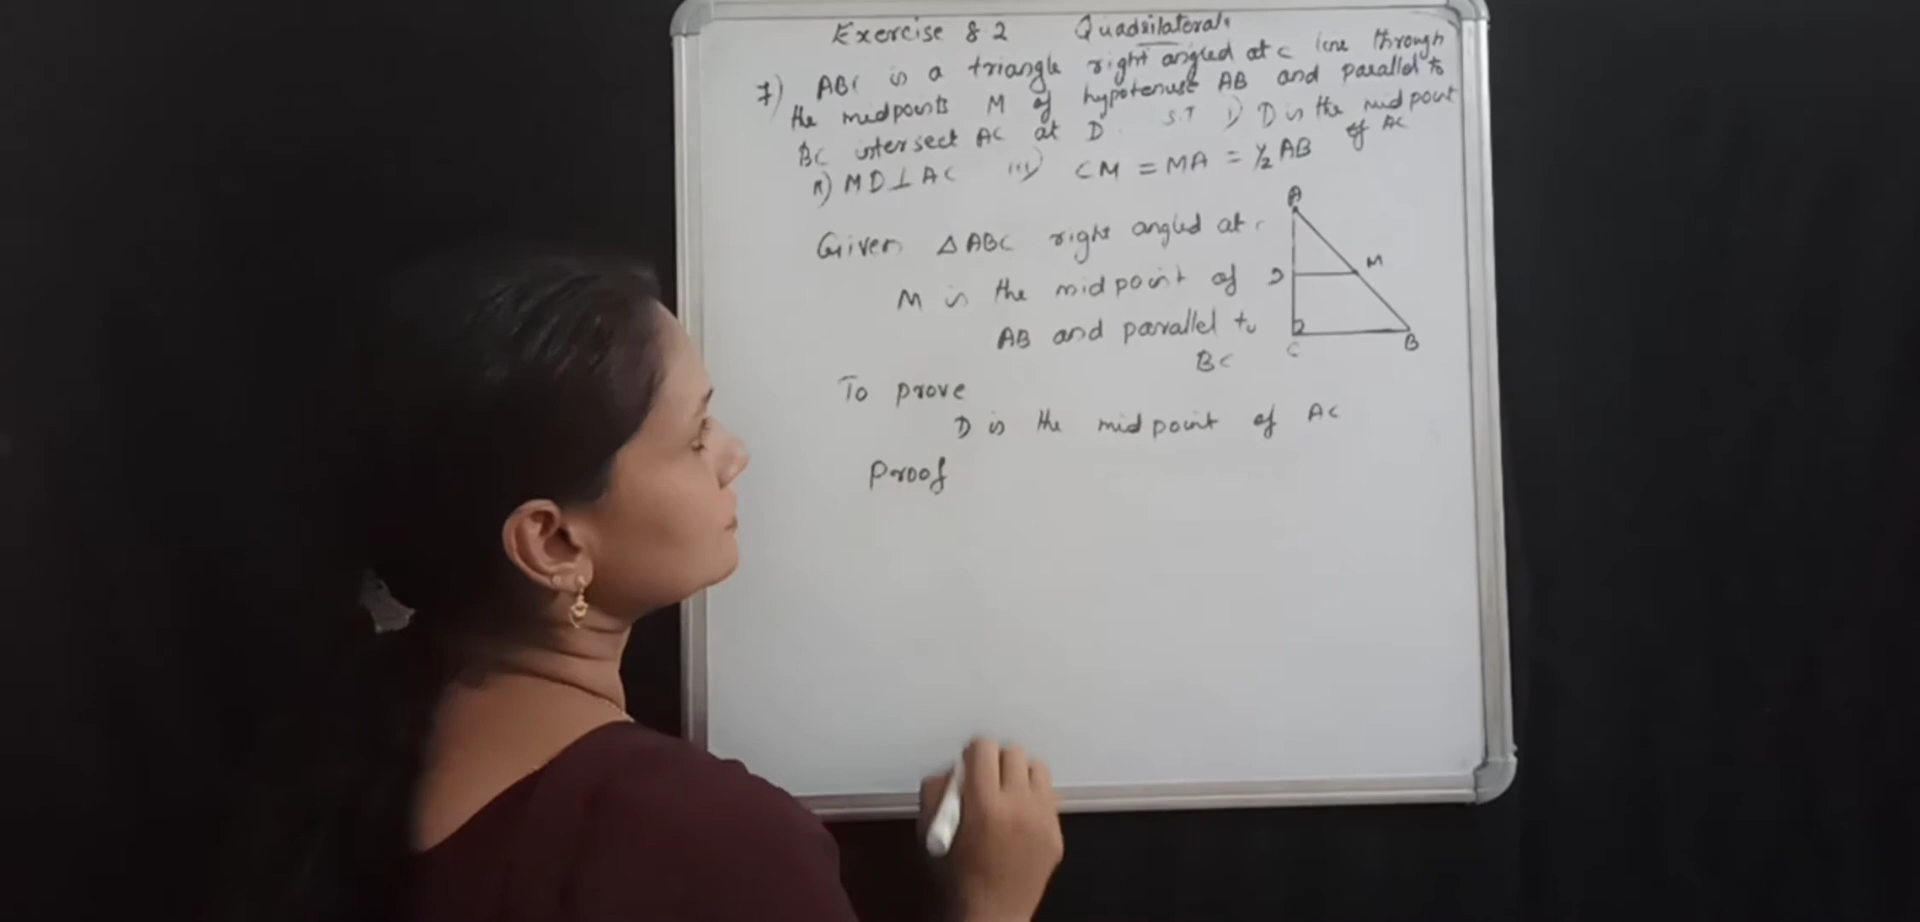 Exercise 8.2 Quadrilaterals
7) ABC is a triangle right angled at C line through
the midpoints M of hypotenuse AB and parallel to
BC intersect AC at D. S.T i) D is the mid point of AC
ii) MD ⊥ AC iii) CM = MA = ½ AB
Given △ABC right angled at C
M is the midpoint of
AB and parallel to
BC
To prove
D is the midpoint of AC
Proof
A
D
M
C
B